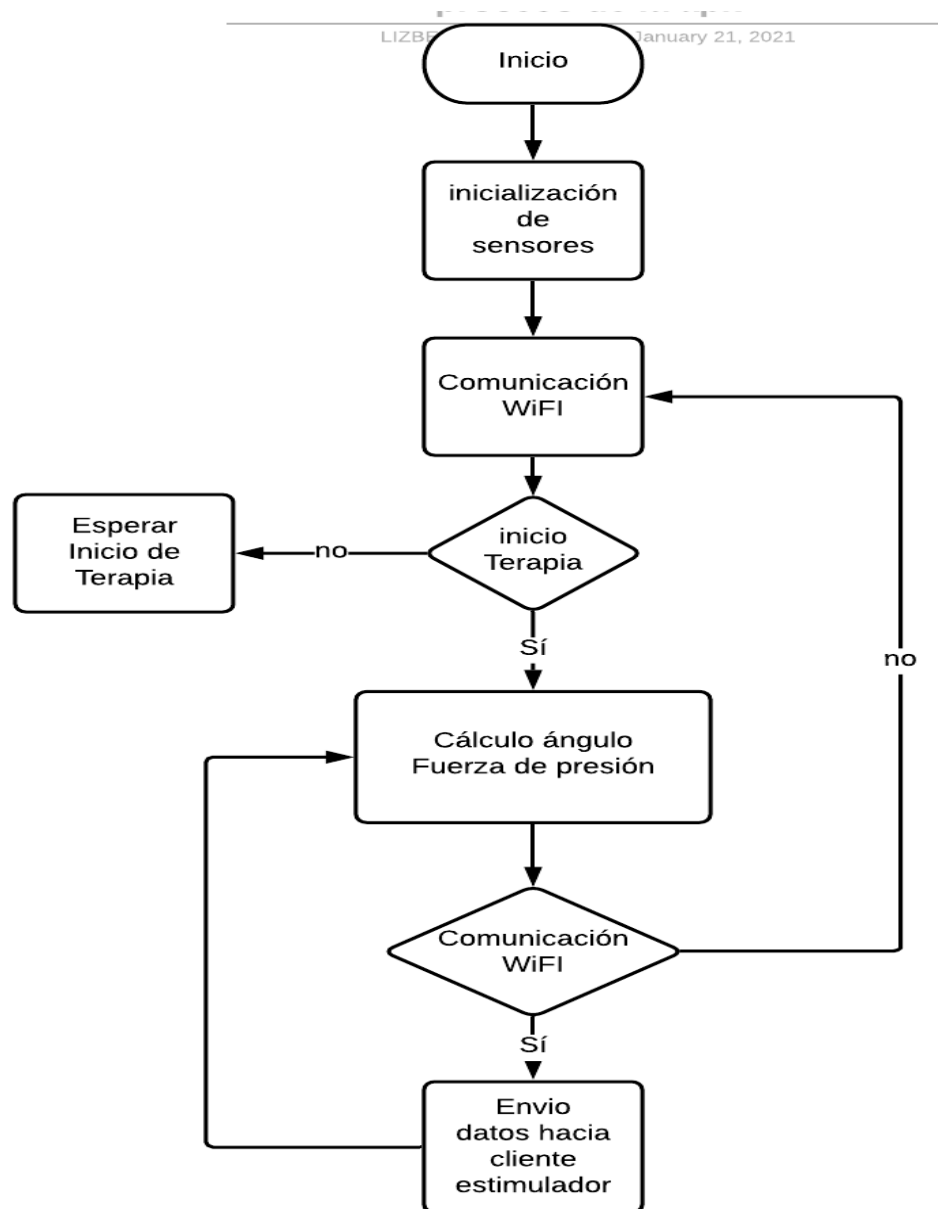 January 21, 2021
Inicio
inicialización
de
sensores
Comunicación
WiFI
inicio
Terapia
no
Esperar
Inicio de
Terapia
Sí
no
Cálculo ángulo
Fuerza de presión
Comunicación
WiFI
Sí
Envio
datos hacia
cliente
estimulador